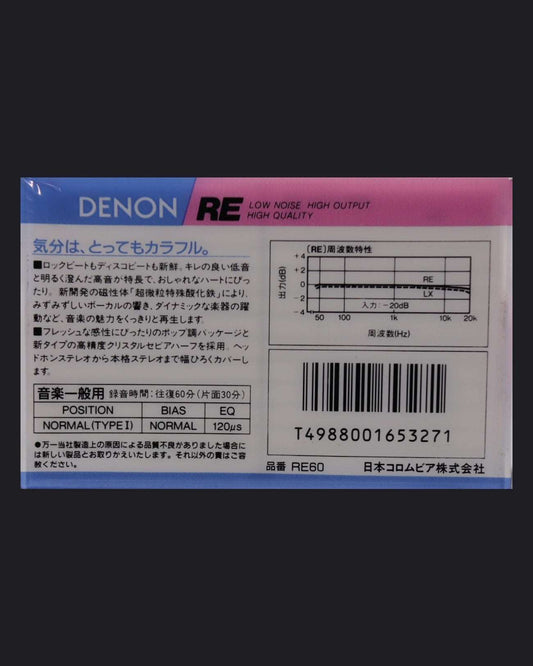 DENON RE LOW NOISE HIGH OUTPUT
HIGH QUALITY
気分は、とってもカラフル。
■ロックビートもディスコビートも新鮮。キレの良い低音
と明るく澄んだ高音が特長で、おしゃれなハートにぴっ
たり。新開発の磁性体「超微粒特殊酸化鉄」により、
みずみずしいボーカルの響き、ダイナミックな楽器の躍
動など、音楽の魅力をくっきりと再生します。
■フレッシュな感性にぴったりのポップ調パッケージと
新タイプの高精度クリスタルセピアハーフを採用。ヘッ
ドホンステレオから本格ステレオまで幅ひろくカバーし
ます。
音楽一般用 録音時間:往復60分(片面30分)
POSITION BIAS EQ
NORMAL(TYPE I) NORMAL 120μs
●万一当社製造上の原因による品質不良がありました場合に
は新しい製品とお取りかえいたします。それ以外の責はご容
赦ください。
[RE]周波数特性
出力(dB)
+4
+2
0
-2
-4
RE
LX
入力:-20dB
50 100 1k 10k 20k
周波数(Hz)
T4988001653271
品番 RE60 日本コロムビア株式会社